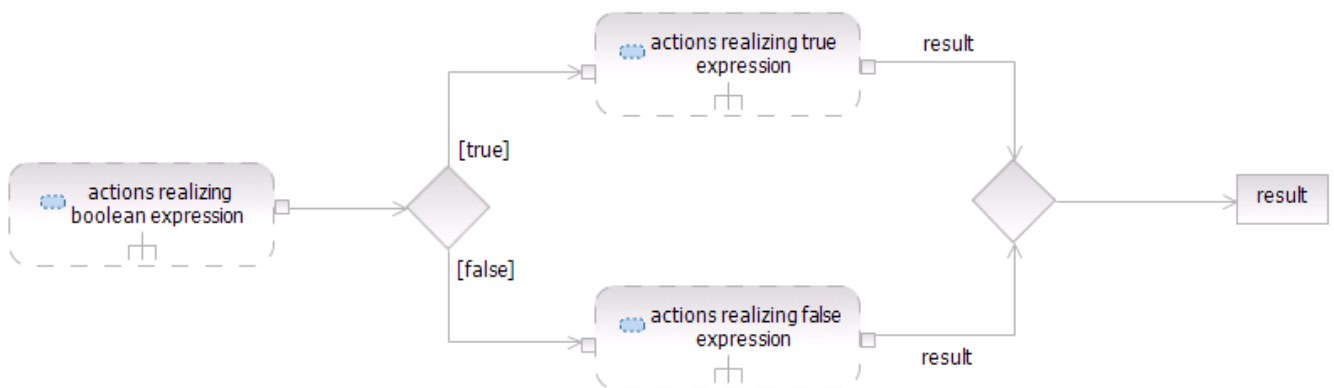 actions realizing true
expression
result
[true]
actions realizing
boolean expression
result
[false]
actions realizing false
expression
result